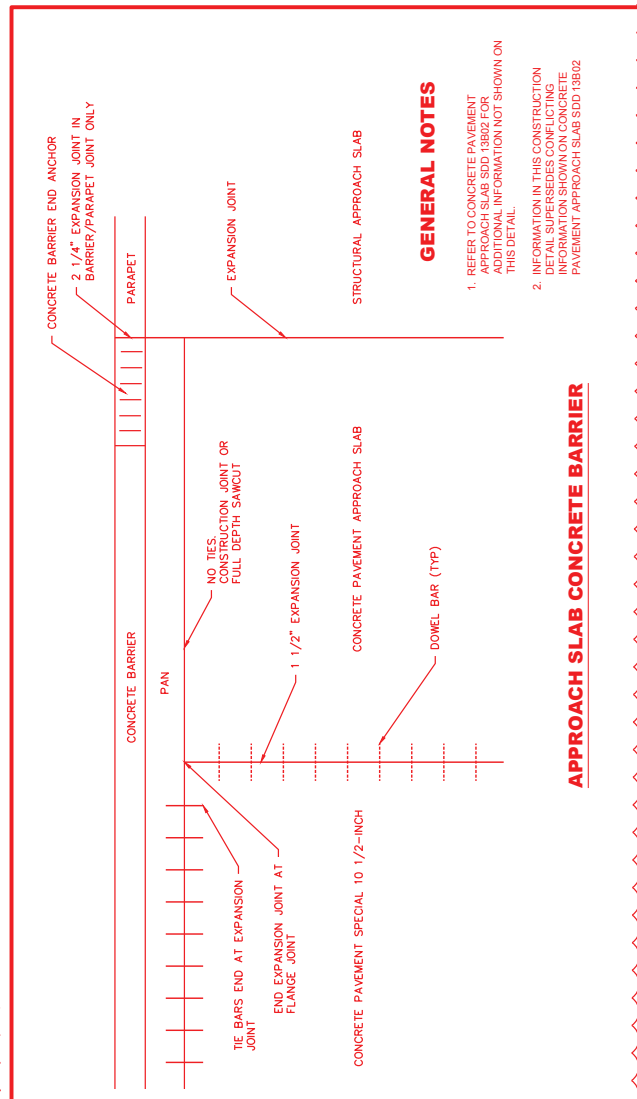 CONCRETE BARRIER END ANCHOR
2 1/4" EXPANSION JOINT IN
BARRIER/PARAPET JOINT ONLY
CONCRETE BARRIER
PARAPET
PAN
NO TIES.
CONSTRUCTION JOINT OR
FULL DEPTH SAWCUT
EXPANSION JOINT
1 1/2" EXPANSION JOINT
TIE BARS END AT EXPANSION
JOINT
END EXPANSION JOINT AT
FLANGE JOINT
CONCRETE PAVEMENT SPECIAL 10 1/2-INCH
CONCRETE PAVEMENT APPROACH SLAB
STRUCTURAL APPROACH SLAB
DOWEL BAR (TYP)
GENERAL NOTES
1. REFER TO CONCRETE PAVEMENT
APPROACH SLAB SDD 13B02 FOR
ADDITIONAL INFORMATION NOT SHOWN ON
THIS DETAIL.
2. INFORMATION IN THIS CONSTRUCTION
DETAIL SUPERSEDES CONFLICTING
INFORMATION SHOWN ON CONCRETE
PAVEMENT APPROACH SLAB SDD 13B02
APPROACH SLAB CONCRETE BARRIER